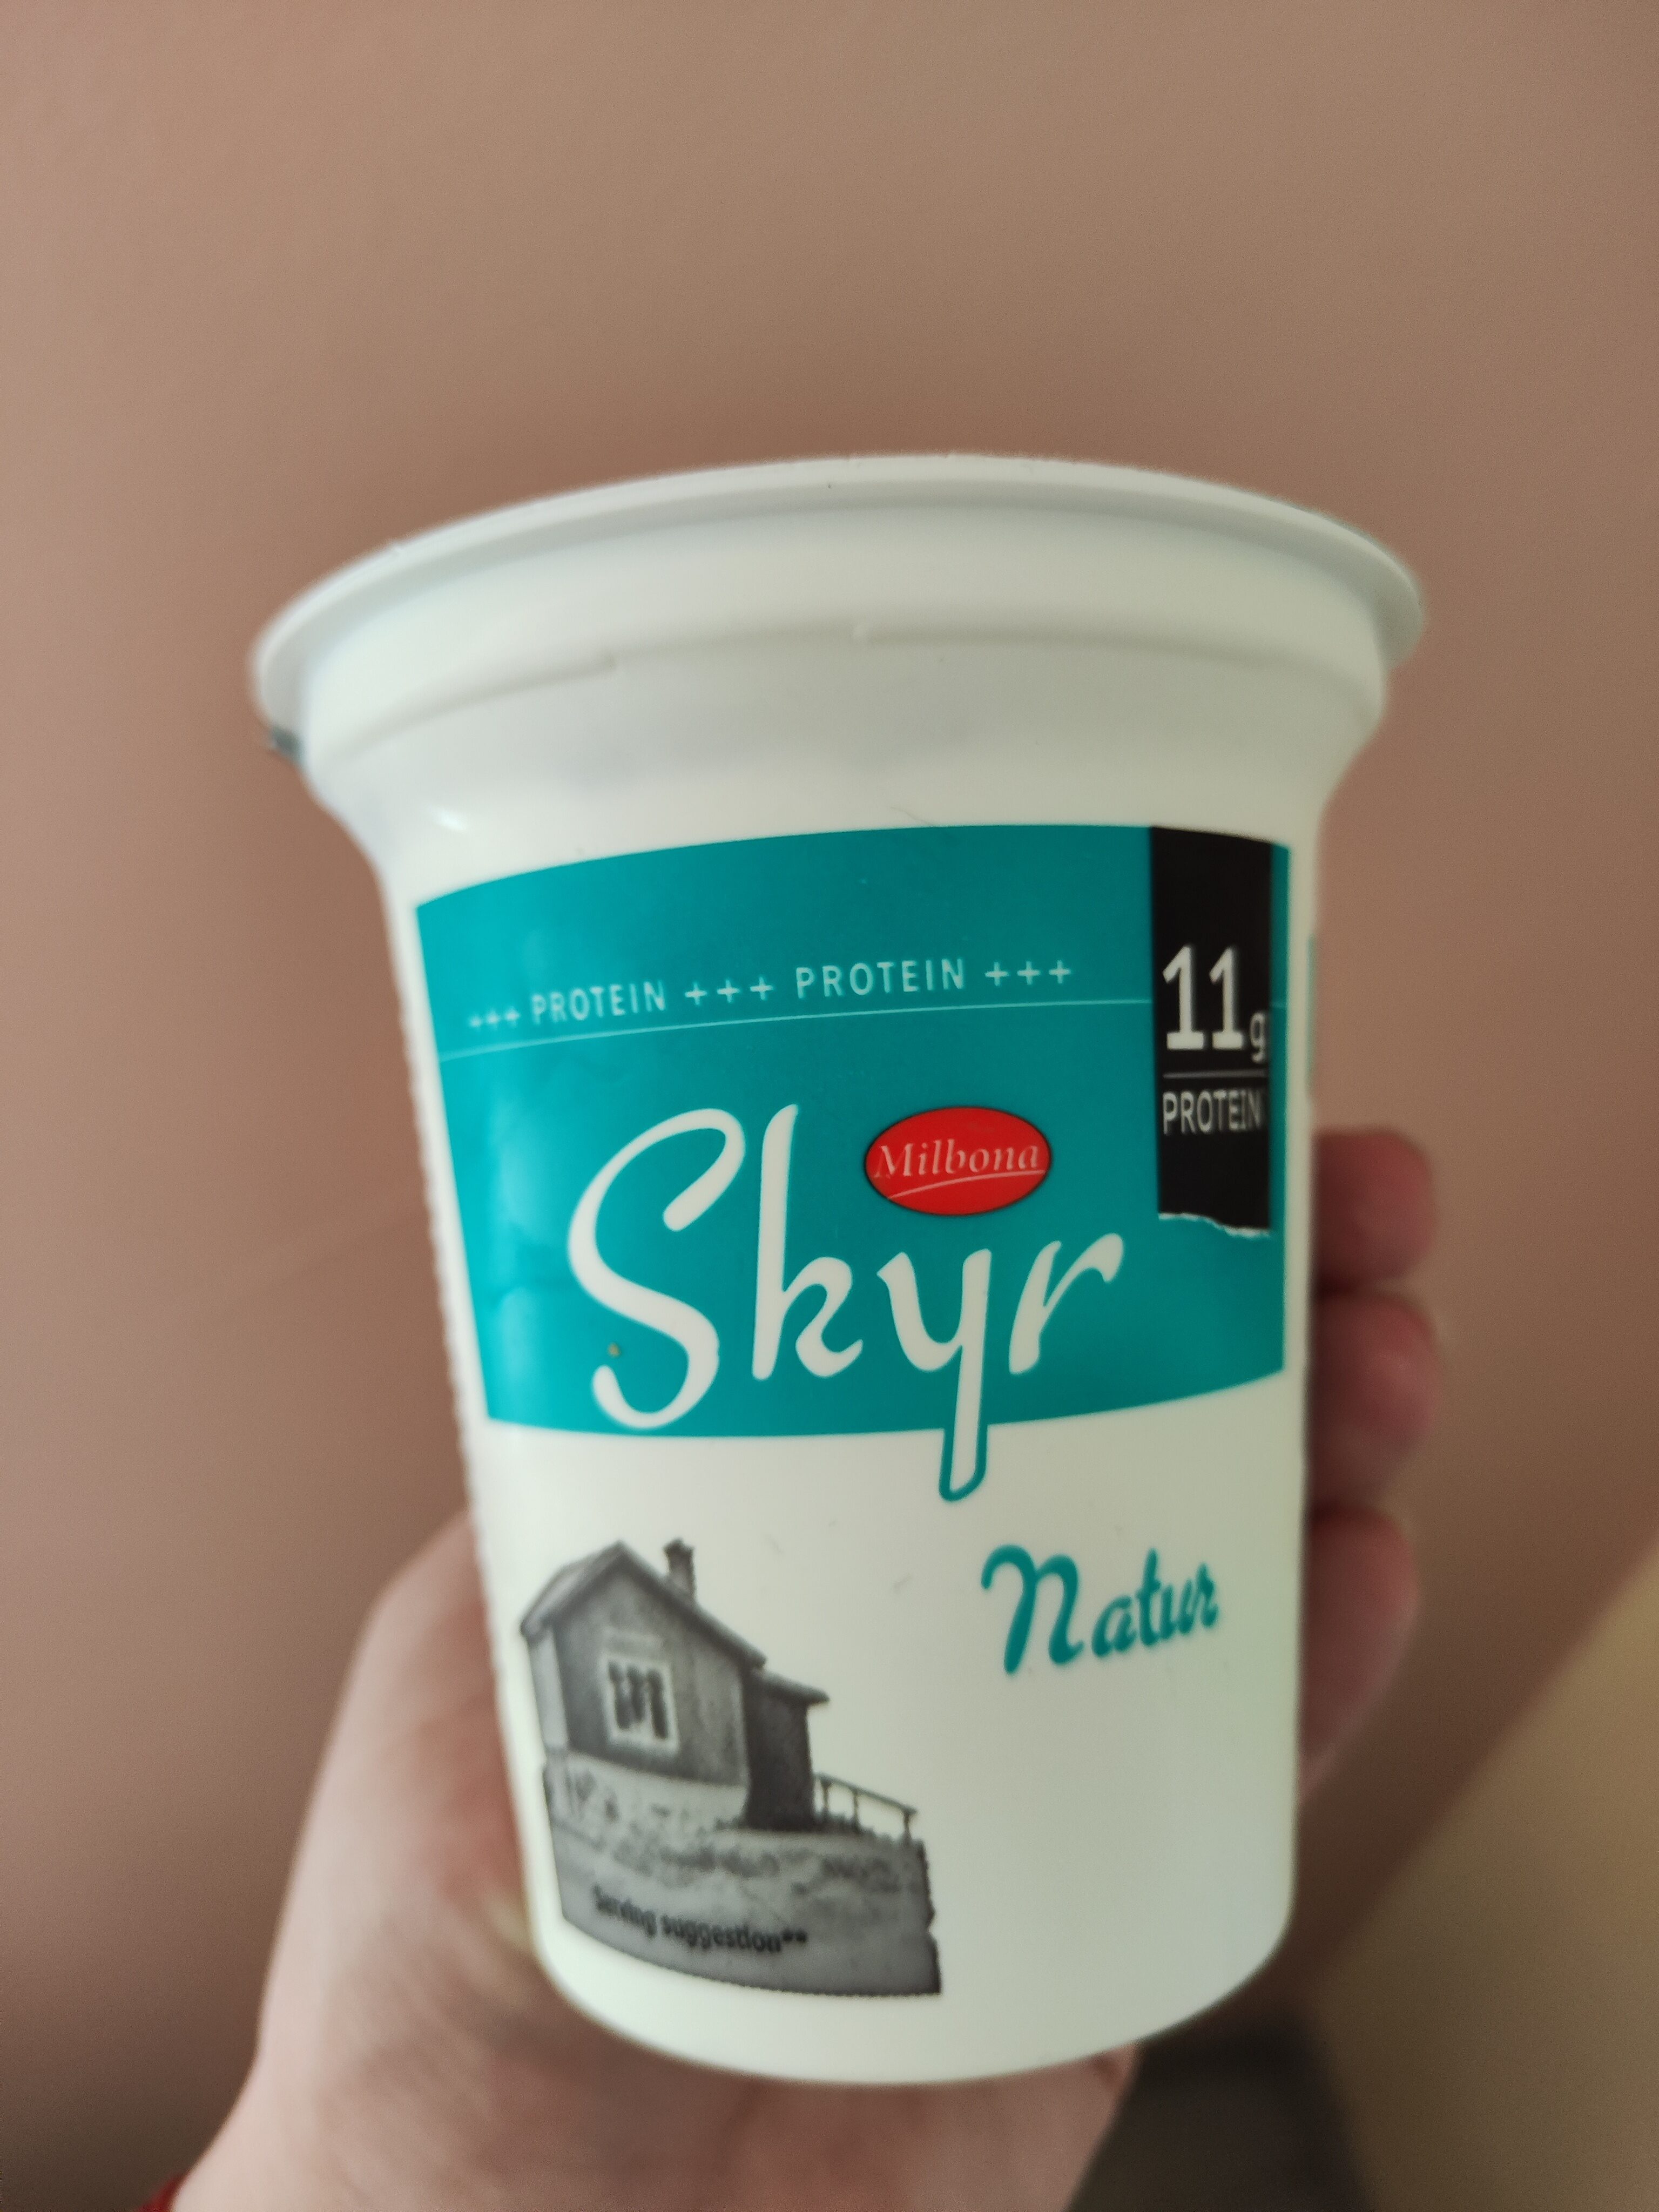 +++ PROTEIN +++ PROTEIN +++
11g
PROTEIN
Milbona
Skyr
Natur
Serving suggestion**